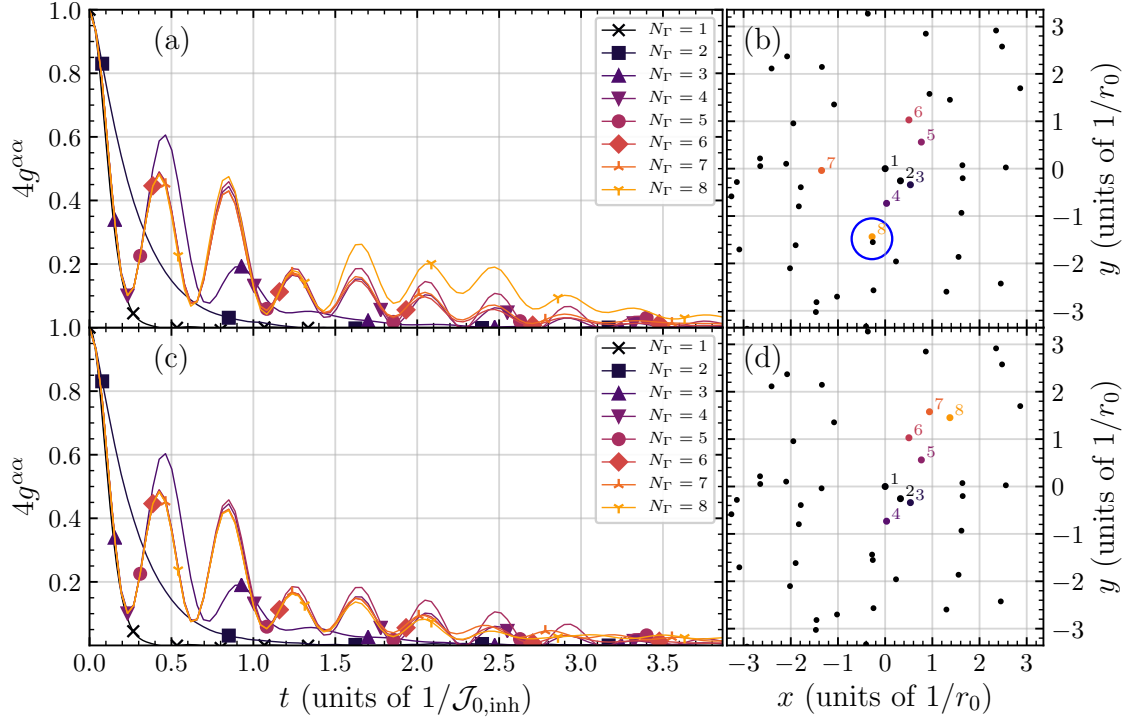 (a)
4g^{αα}
1.0
0.8
0.6
0.4
0.2
1.0
N_Γ = 1
N_Γ = 2
N_Γ = 3
N_Γ = 4
N_Γ = 5
N_Γ = 6
N_Γ = 7
N_Γ = 8
(b)
1
2
3
4
5
6
7
8
3
2
1
0
−1
−2
−3
y (units of 1/r_0)
(c)
4g^{αα}
0.8
0.6
0.4
0.2
N_Γ = 1
N_Γ = 2
N_Γ = 3
N_Γ = 4
N_Γ = 5
N_Γ = 6
N_Γ = 7
N_Γ = 8
0.0 0.5 1.0 1.5 2.0 2.5 3.0 3.5
t (units of 1/𝒥_{0,inh})
(d)
1
2
3
4
5
6
7
8
3
2
1
0
−1
−2
−3
y (units of 1/r_0)
−3 −2 −1 0 1 2 3
x (units of 1/r_0)